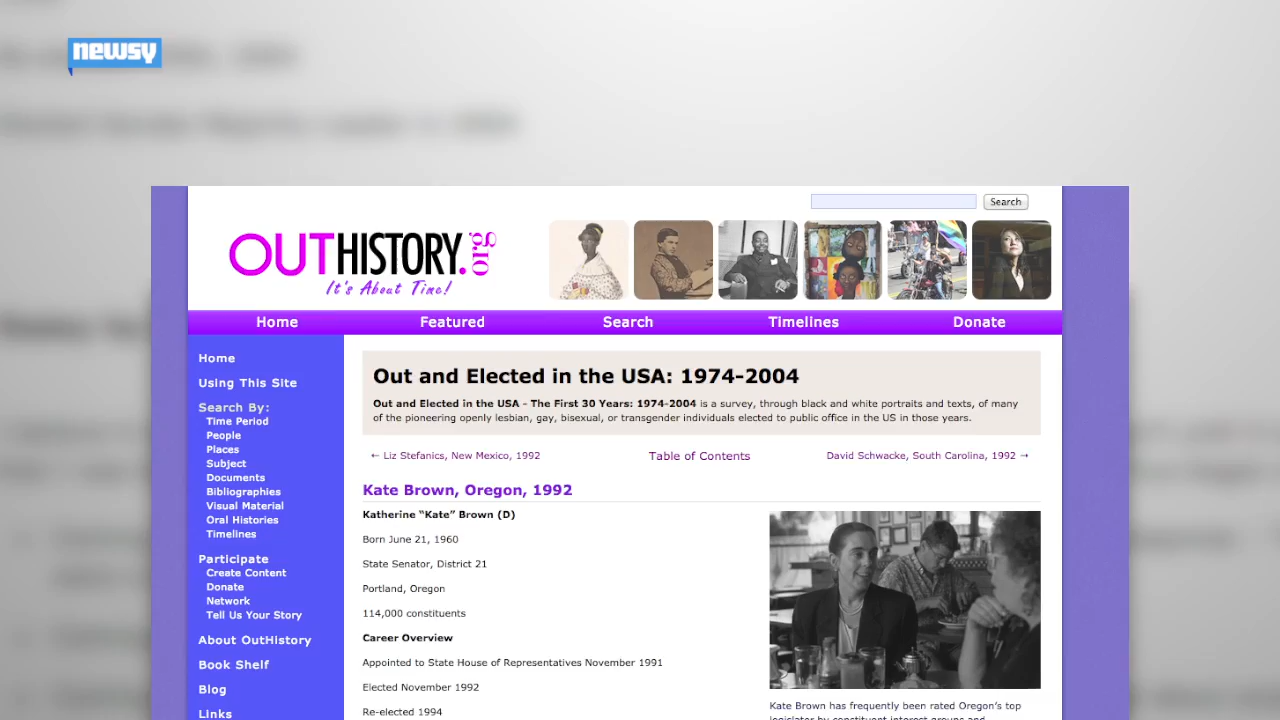 newsy
Search
OUTHISTORY.org
It's About Time!
Home Featured Search Timelines Donate
Home
Using This Site
Search By:
Time Period
People
Places
Subject
Documents
Bibliographies
Visual Material
Oral Histories
Timelines
Participate
Create Content
Donate
Network
Tell Us Your Story
About OutHistory
Book Shelf
Blog
Links
Out and Elected in the USA: 1974-2004
Out and Elected in the USA - The First 30 Years: 1974-2004 is a survey, through black and white portraits and texts, of many
of the pioneering openly lesbian, gay, bisexual, or transgender individuals elected to public office in the US in those years.
← Liz Stefanics, New Mexico, 1992 Table of Contents David Schwacke, South Carolina, 1992 →
Kate Brown, Oregon, 1992
Katherine “Kate” Brown (D)
Born June 21, 1960
State Senator, District 21
Portland, Oregon
114,000 constituents
Career Overview
Appointed to State House of Representatives November 1991
Elected November 1992
Re-elected 1994
Kate Brown has frequently been rated Oregon’s top
legislator by constituent interest groups and